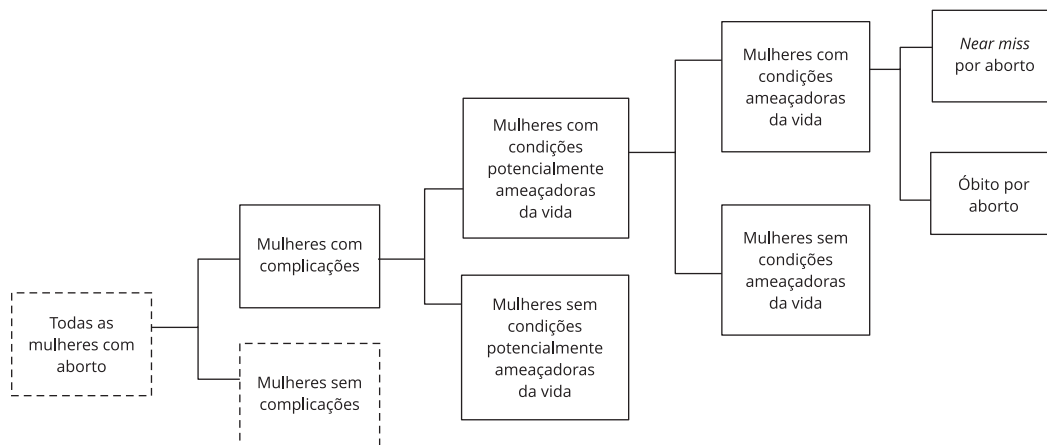 Todas as
mulheres com
aborto
Mulheres com
complicações
Mulheres sem
complicações
Mulheres com
condições
potencialmente
ameaçadoras
da vida
Mulheres sem
condições
potencialmente
ameaçadoras
da vida
Mulheres com
condições
ameaçadoras
da vida
Mulheres sem
condições
ameaçadoras
da vida
Near miss
por aborto
Óbito por
aborto